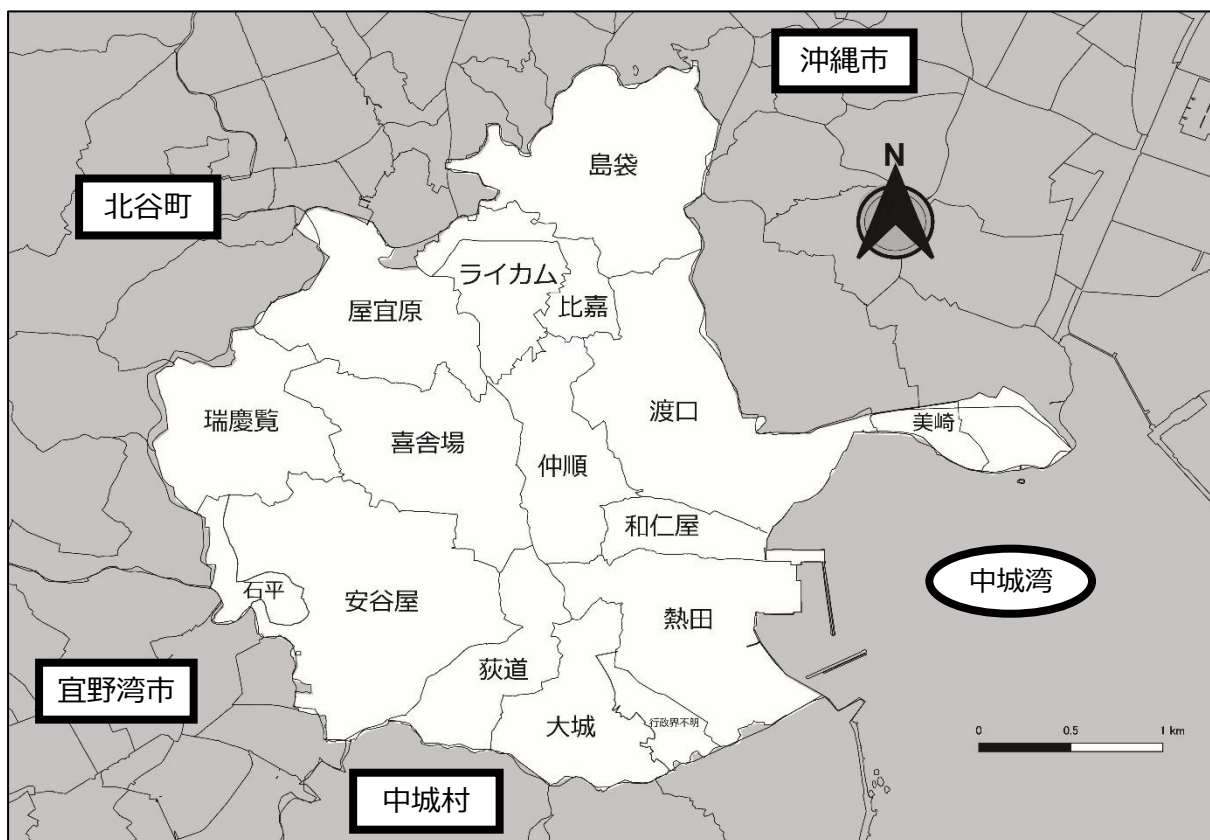 沖縄市
N
島袋
北谷町
ライカム
比嘉
屋宜原
瑞慶覧
喜舎場
渡口
美崎
仲順
和仁屋
中城湾
石平
安谷屋
熱田
荻道
宜野湾市
大城
行政界不明
0 0.5 1 km
中城村